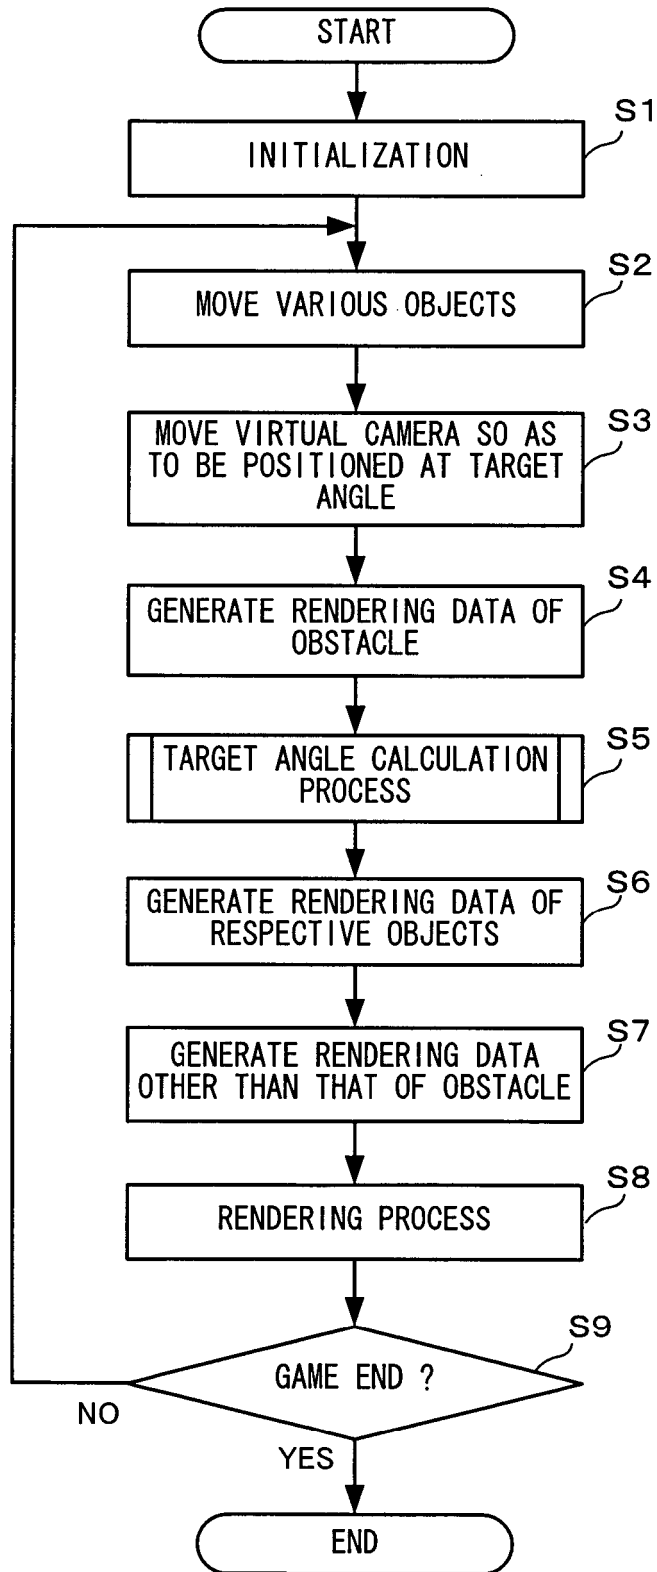 START
S1
INITIALIZATION
S2
MOVE VARIOUS OBJECTS
S3
MOVE VIRTUAL CAMERA SO AS
TO BE POSITIONED AT TARGET
ANGLE
S4
GENERATE RENDERING DATA OF
OBSTACLE
S5
TARGET ANGLE CALCULATION
PROCESS
S6
GENERATE RENDERING DATA OF
RESPECTIVE OBJECTS
S7
GENERATE RENDERING DATA
OTHER THAN THAT OF OBSTACLE
S8
RENDERING PROCESS
S9
GAME END ?
NO
YES
END